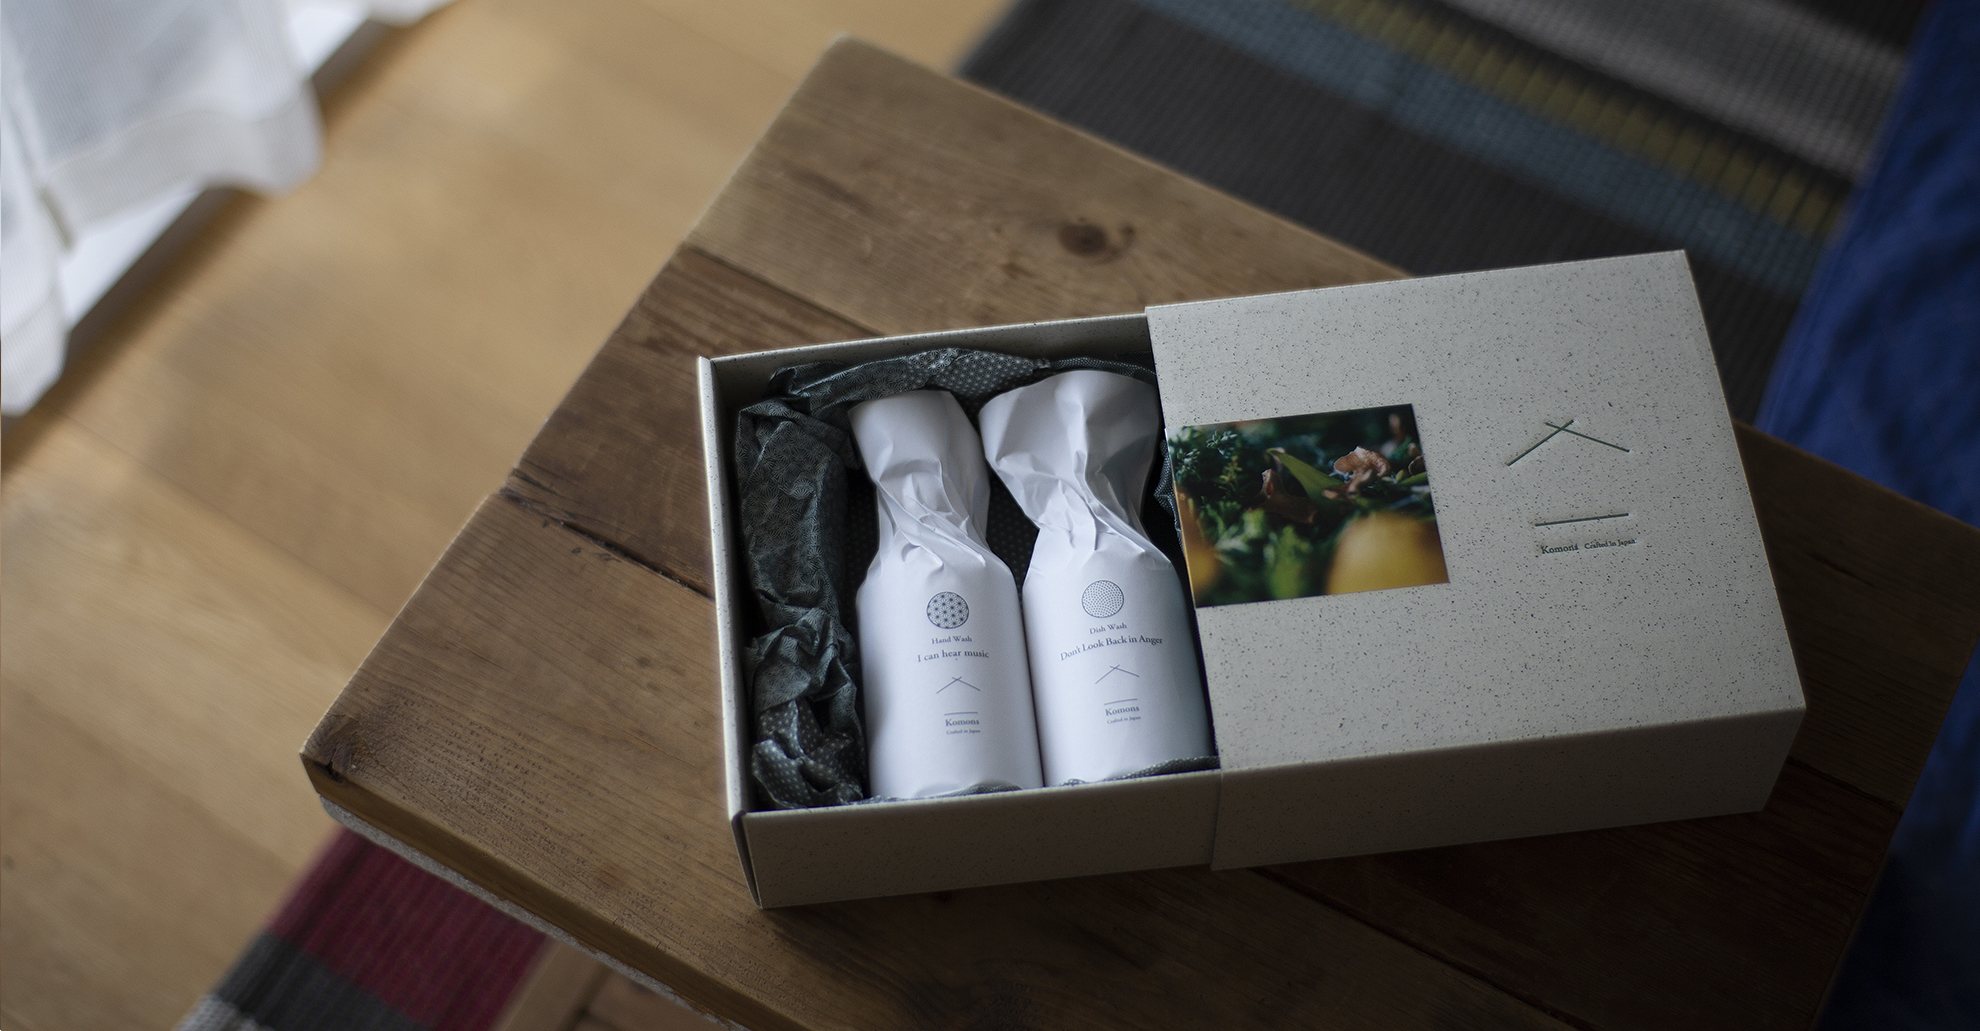 Hand Wash
I can hear music
Komons
Crafted in Japan
Dish Wash
Don't Look Back in Anger
Komons
Crafted in Japan
Komons Crafted in Japan